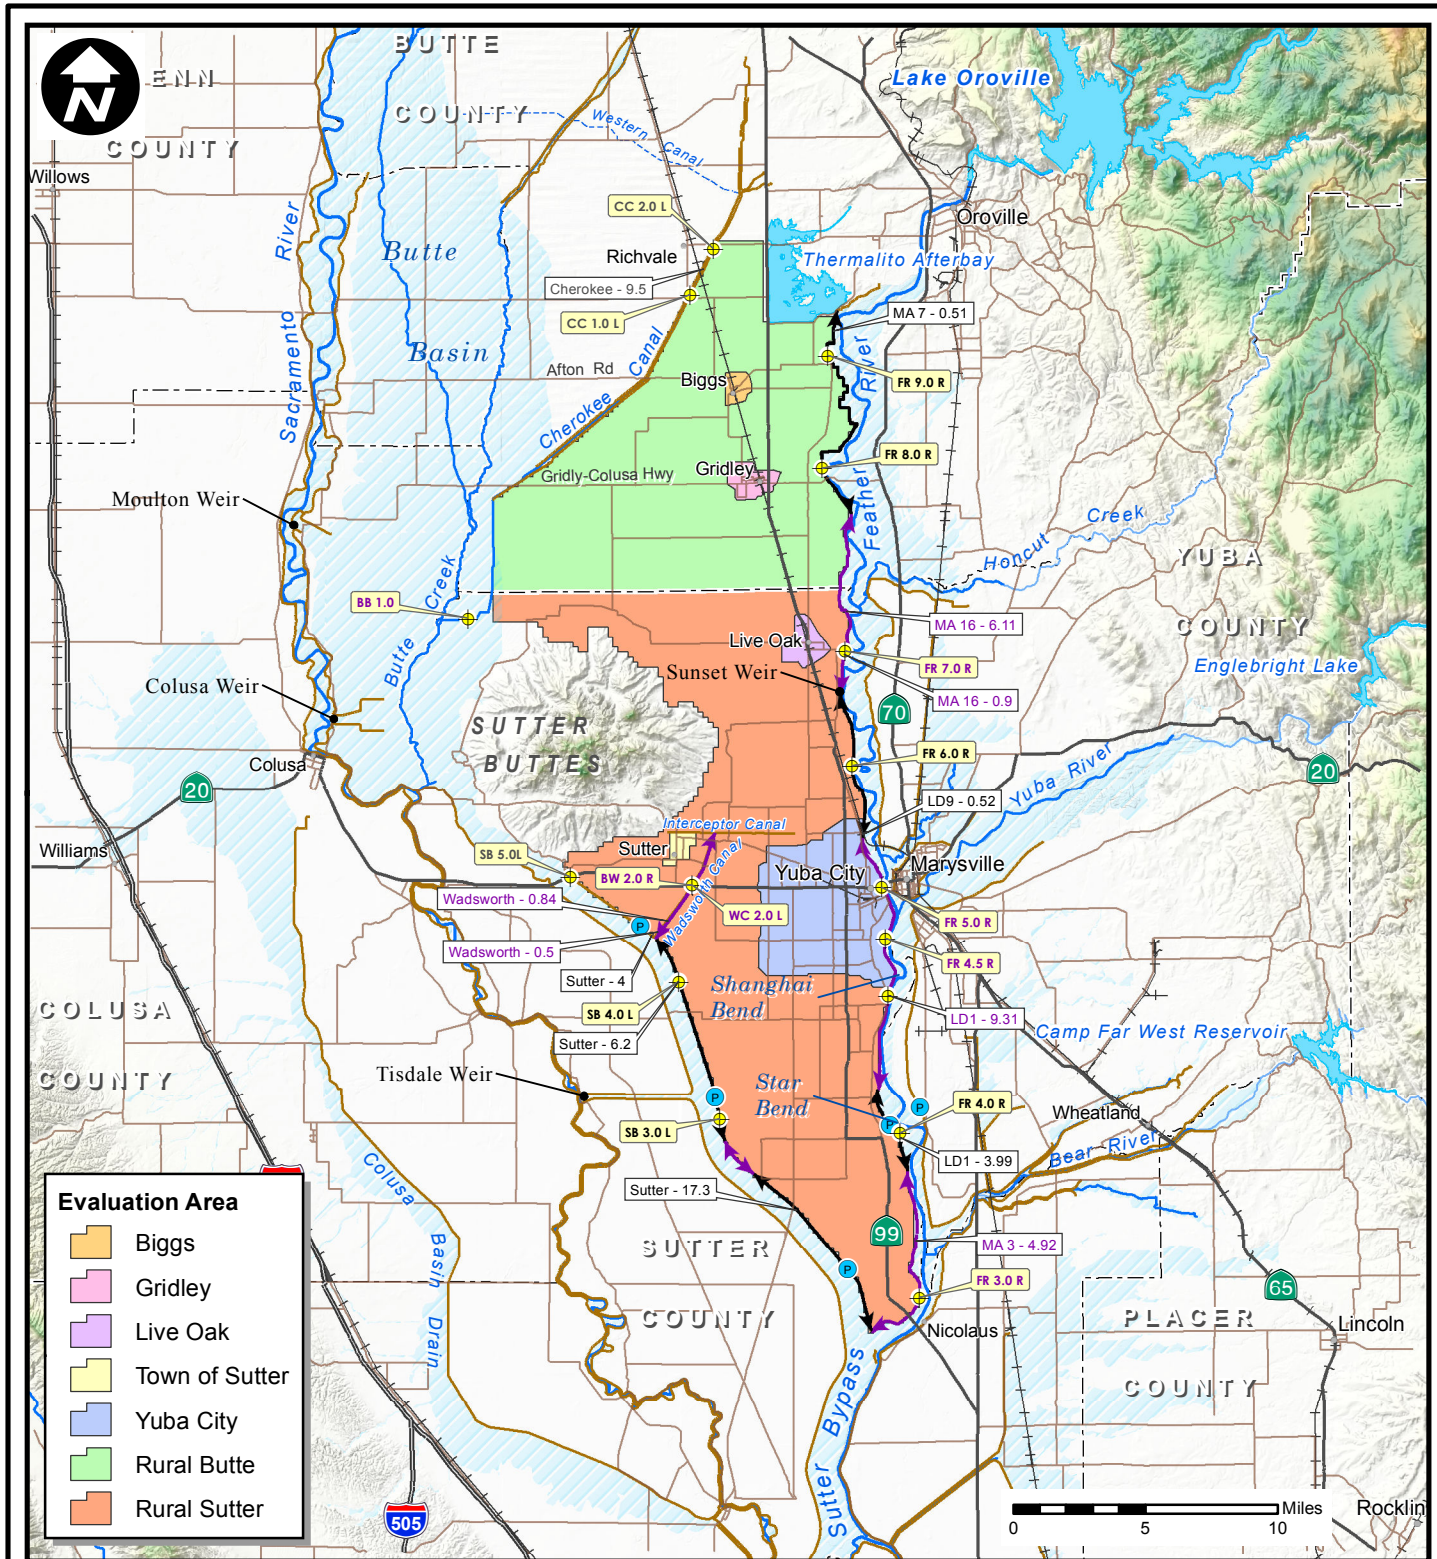 N
ENN
COUNTY
BUTTE
COUNTY
Lake Oroville
Willows
Western Canal
CC 2.0 L
Oroville
Sacramento River
Butte
Basin
Richvale
Thermalito Afterbay
Cherokee - 9.5
CC 1.0 L
MA 7 - 0.51
Afton Rd
Cherokee Canal
Biggs
River
FR 9.0 R
FR 8.0 R
Gridley
Gridly-Colusa Hwy
Moulton Weir
Feather
Honcut Creek
YUBA
COUNTY
BB 1.0
Butte Creek
MA 16 - 6.11
Live Oak
FR 7.0 R
Englebright Lake
Sunset Weir
MA 16 - 0.9
Colusa Weir
70
SUTTER
BUTTES
FR 6.0 R
Colusa
20
20
Yuba River
LD9 - 0.52
Interceptor Canal
Williams
Sutter
SB 5.0L
Marysville
Yuba City
BW 2.0 R
Wadsworth Canal
Wadsworth - 0.84
WC 2.0 L
FR 5.0 R
P
Wadsworth - 0.5
FR 4.5 R
Sutter - 4
Shanghai
Bend
COLUSA
COUNTY
SB 4.0 L
LD1 - 9.31
Sutter - 6.2
Camp Far West Reservoir
Tisdale Weir
Star
Bend
P
FR 4.0 R
P
P
Wheatland
SB 3.0 L
Bear River
LD1 - 3.99
Colusa Basin Drain
Sutter - 17.3
99
MA 3 - 4.92
SUTTER
COUNTY
P
FR 3.0 R
65
PLACER
COUNTY
Nicolaus
Lincoln
Sutter Bypass
Evaluation Area
Biggs
Gridley
Live Oak
Town of Sutter
Yuba City
Rural Butte
Rural Sutter
505
Miles
0 5 10
Rocklin